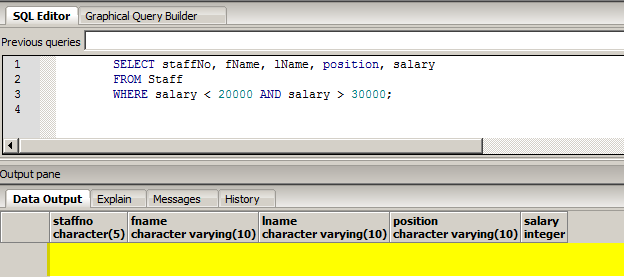 SQL Editor Graphical Query Builder
Previous queries
1 SELECT staffNo, fName, lName, position, salary
2 FROM Staff
3 WHERE salary < 20000 AND salary > 30000;
4
Output pane
Data Output Explain Messages History
staffno fname lname position salary
character(5) character varying(10) character varying(10) character varying(10) integer